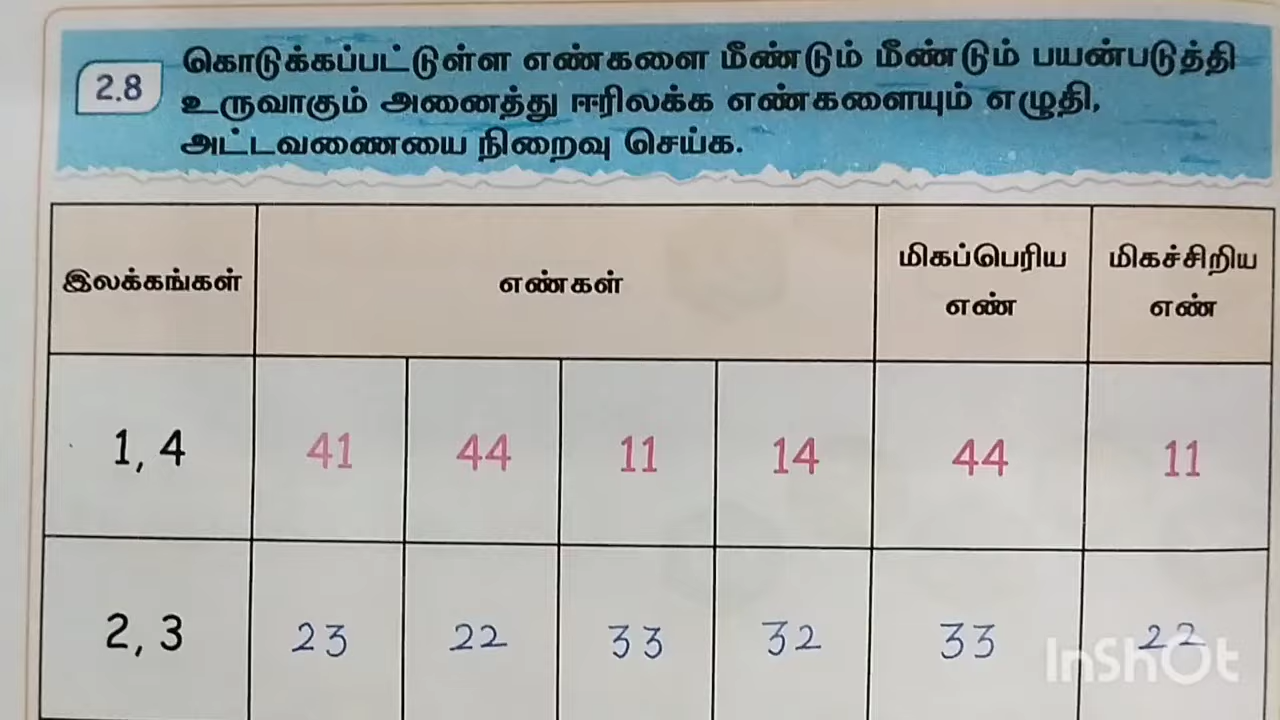 2.8
கொடுக்கப்பட்டுள்ள எண்களை மீண்டும் மீண்டும் பயன்படுத்தி
உருவாகும் அனைத்து ஈரிலக்க எண்களையும் எழுதி,
அட்டவணையை நிறைவு செய்க.
இலக்கங்கள் எண்கள் மிகப்பெரிய எண் மிகச்சிறிய எண்
1, 4 41 44 11 14 44 11
2, 3 23 22 33 32 33 22
InShOt